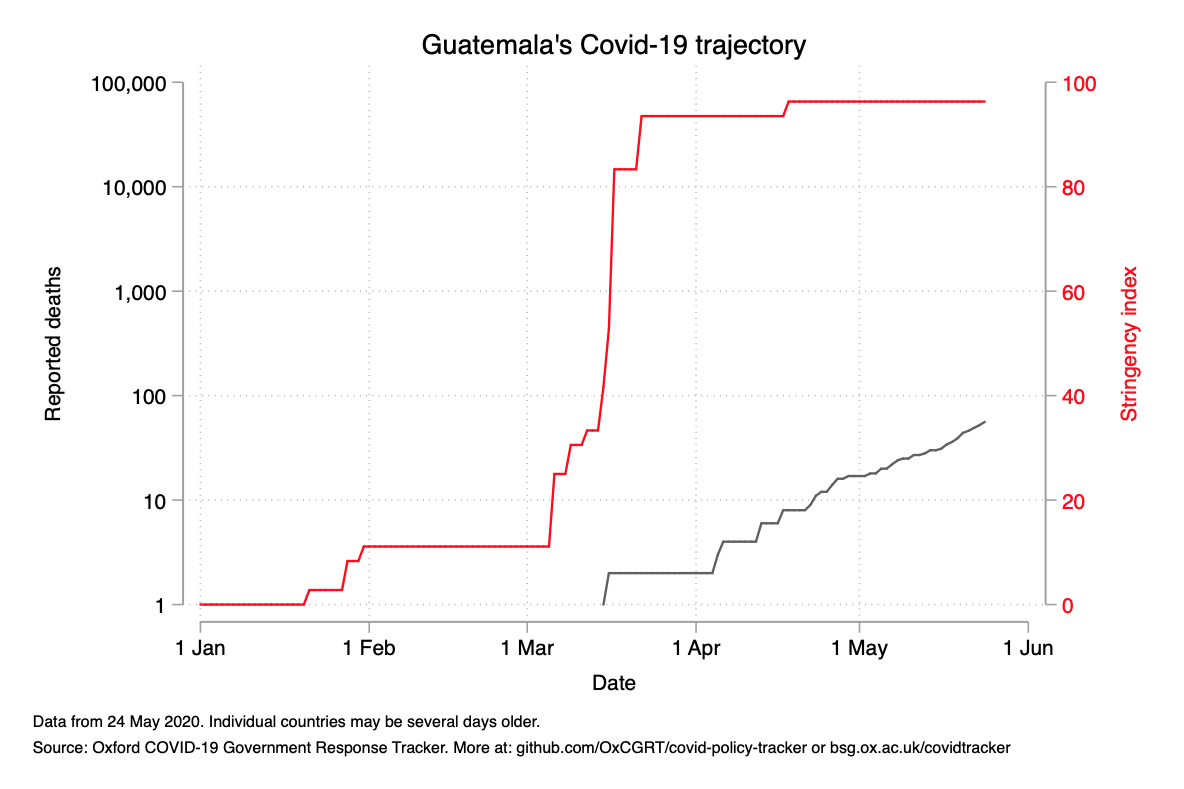 Guatemala's Covid-19 trajectory
100,000
10,000
1,000
100
10
1
Reported deaths
100
80
60
40
20
0
Stringency index
1 Jan
1 Feb
1 Mar
1 Apr
1 May
1 Jun
Date
Data from 24 May 2020. Individual countries may be several days older.
Source: Oxford COVID-19 Government Response Tracker. More at: github.com/OxCGRT/covid-policy-tracker or bsg.ox.ac.uk/covidtracker